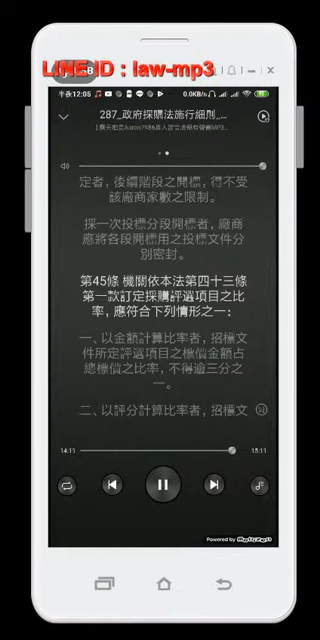 LINE ID : law-mp3
半夜12:05
0.0KB/s
287_政府採購法施行細則_...
定者，後續階段之開標，得不受
該廠商家數之限制。
採一次投標分段開標者，廠商
應將各段開標用之投標文件分
別密封。
第45條 機關依本法第四十三條
第一款訂定採購評選項目之比
率，應符合下列情形之一：
一、以金額計算比率者，招標文
件所定評選項目之標價金額占
總標價之比率，不得逾三分之
一。
二、以評分計算比率者，招標文
詞
14:11
15:11
Powered by